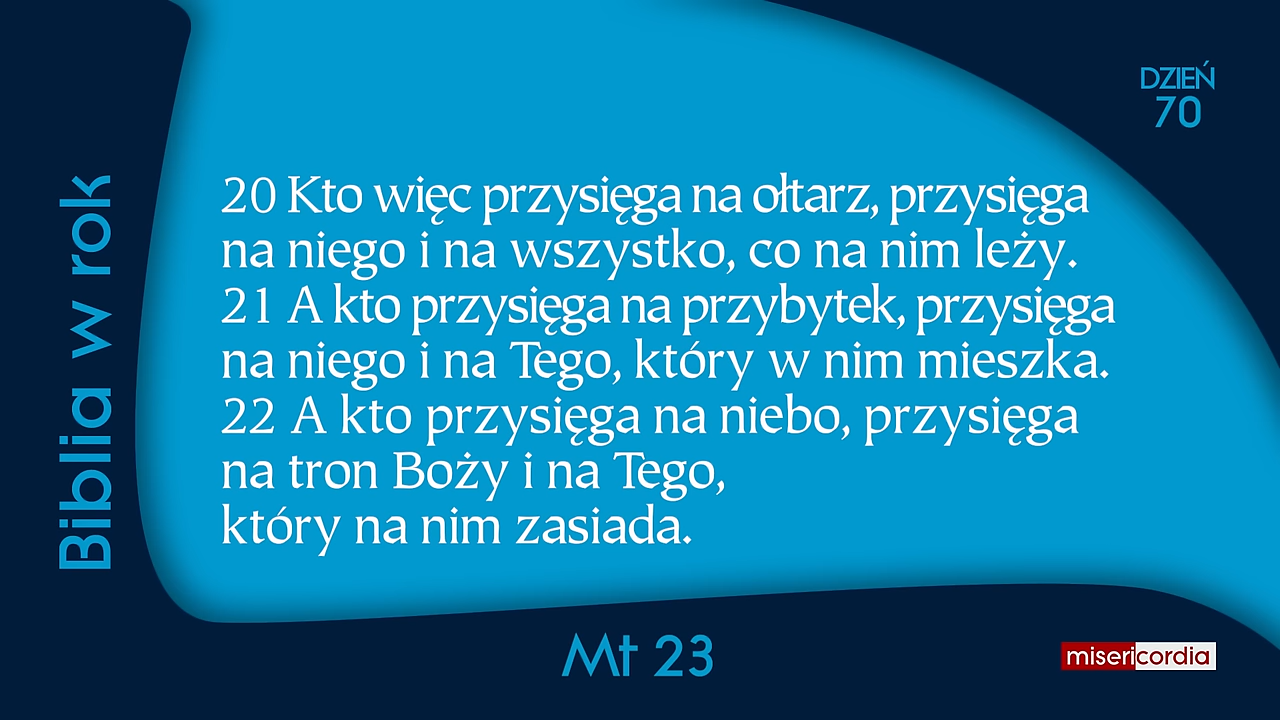 DZIEŃ
70
Biblia w rok
20 Kto więc przysięga na ołtarz, przysięga
na niego i na wszystko, co na nim leży.
21 A kto przysięga na przybytek, przysięga
na niego i na Tego, który w nim mieszka.
22 A kto przysięga na niebo, przysięga
na tron Boży i na Tego,
który na nim zasiada.
Mt 23
misericordia